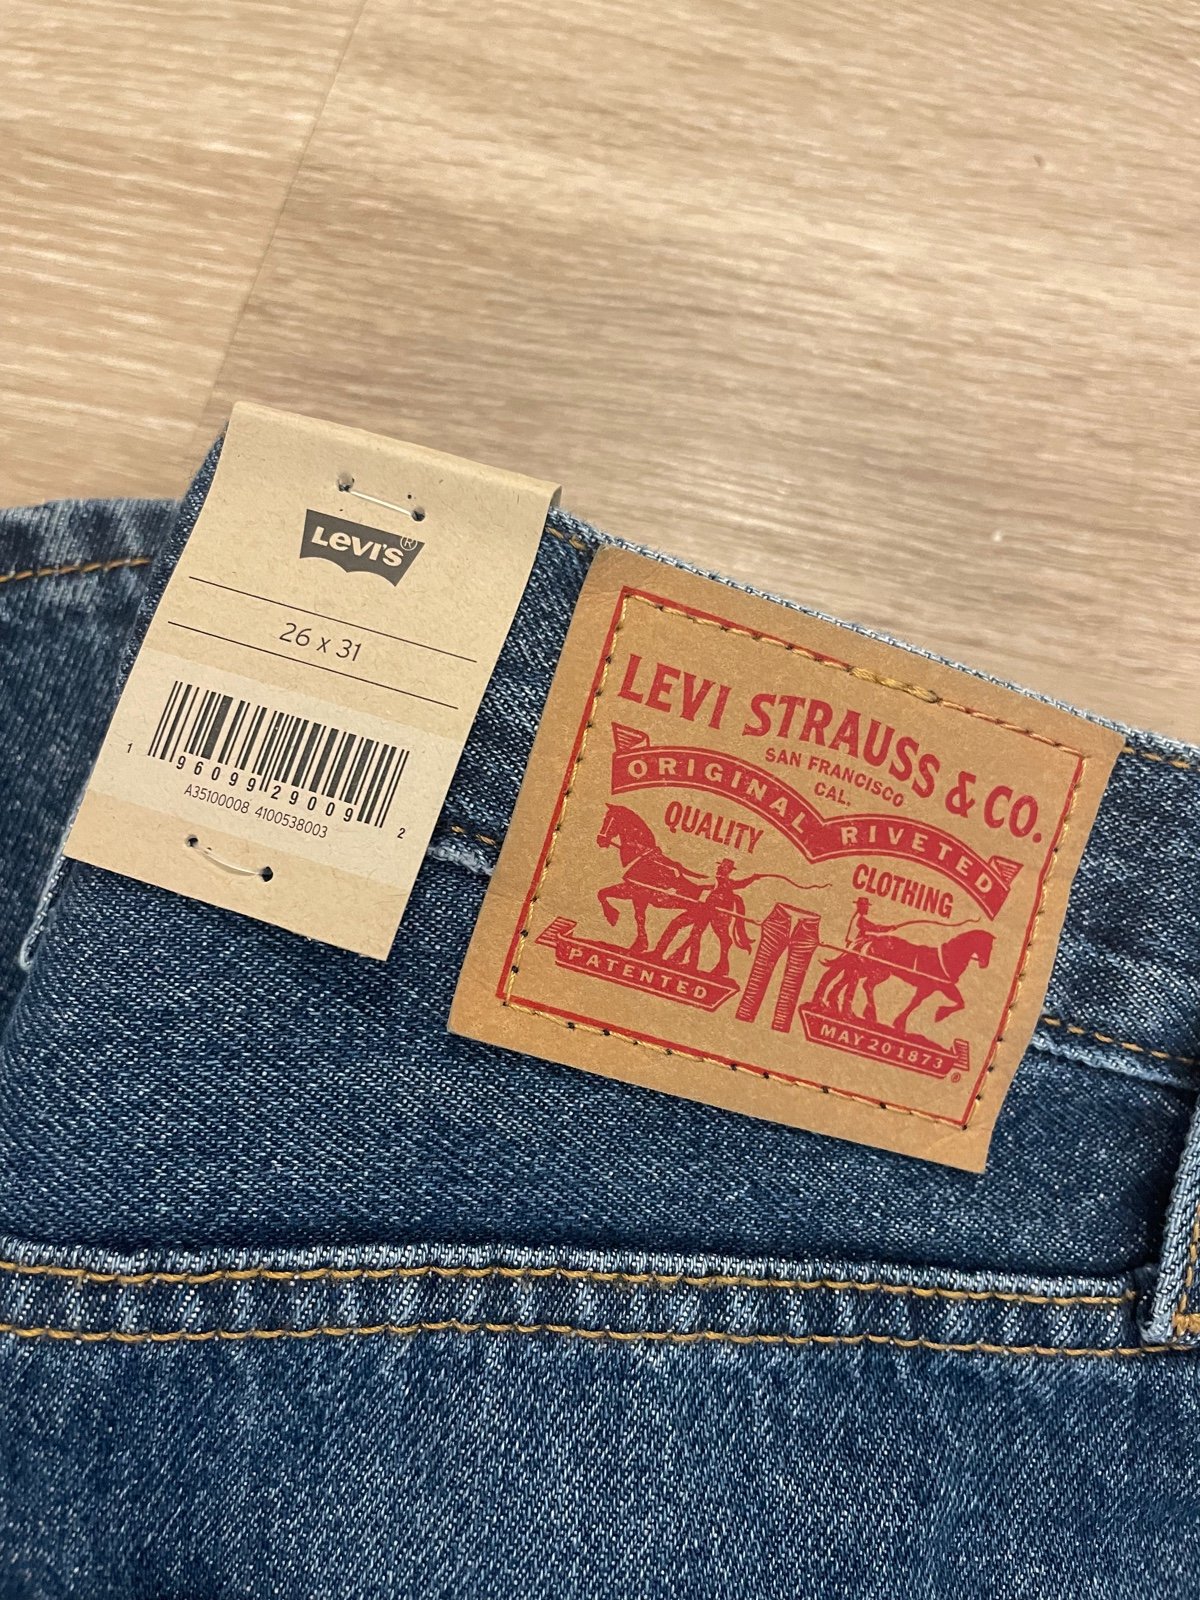 Levi's®
26 x 31
1 96099 29009 2
A35100008 4100538003
LEVI STRAUSS & CO.
SAN FRANCISCO
CAL.
ORIGINAL RIVETED
QUALITY CLOTHING
PATENTED
MAY 20 1873
®